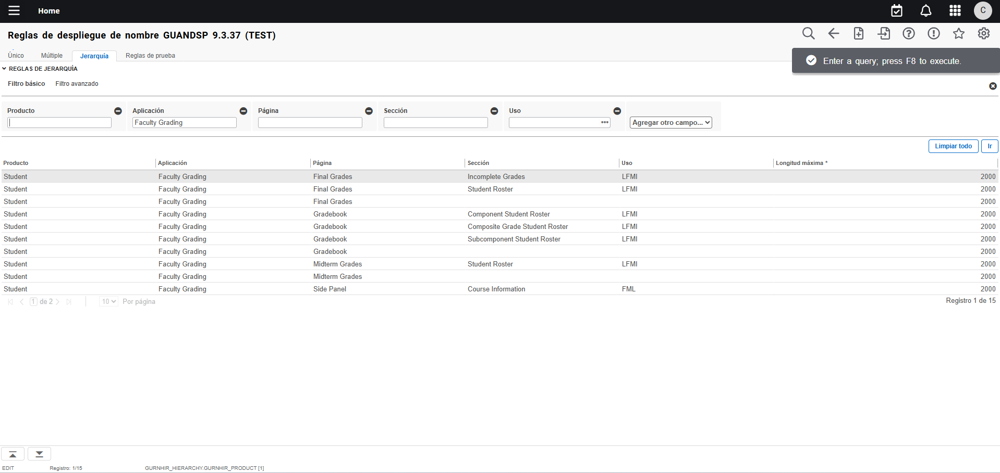 Home
C
Reglas de despliegue de nombre GUANDSP 9.3.37 (TEST)
Único Múltiple Jerarquía Reglas de prueba
Enter a query; press F8 to execute.
REGLAS DE JERARQUÍA
Filtro básico Filtro avanzado
Producto Aplicación Página Sección Uso
Faculty Grading Agregar otro campo...
Limpiar todo Ir
Producto Aplicación Página Sección Uso Longitud máxima *
Student Faculty Grading Final Grades Incomplete Grades LFMI 2000
Student Faculty Grading Final Grades Student Roster LFMI 2000
Student Faculty Grading Final Grades 2000
Student Faculty Grading Gradebook Component Student Roster LFMI 2000
Student Faculty Grading Gradebook Composite Grade Student Roster LFMI 2000
Student Faculty Grading Gradebook Subcomponent Student Roster LFMI 2000
Student Faculty Grading Gradebook 2000
Student Faculty Grading Midterm Grades Student Roster LFMI 2000
Student Faculty Grading Midterm Grades 2000
Student Faculty Grading Side Panel Course Information FML 2000
1 de 2 10 Por página Registro 1 de 15
EDIT Registro: 1/15 GURNHIR_HIERARCHY.GURNHIR_PRODUCT [1]